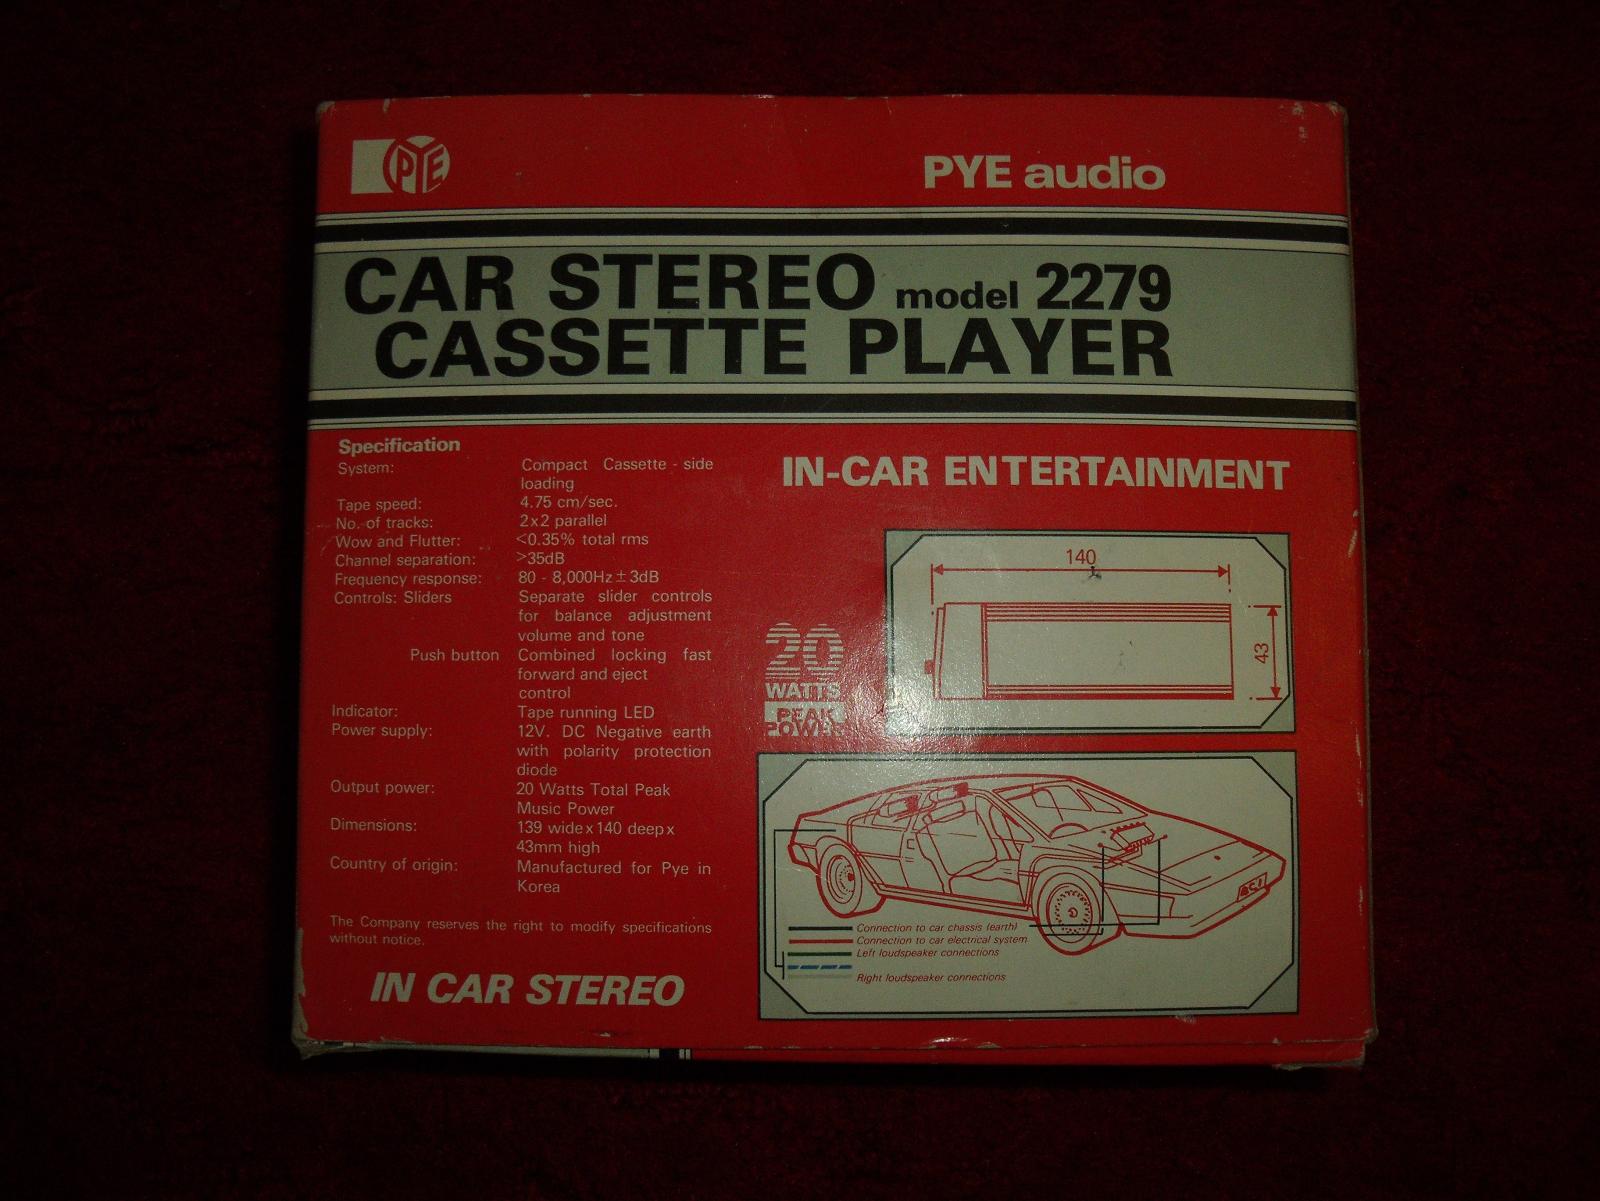 PYE
PYE audio
CAR STEREO model 2279
CASSETTE PLAYER
Specification
System: Compact Cassette - side
loading
Tape speed: 4.75 cm/sec.
No. of tracks: 2x2 parallel
Wow and Flutter: <0.35% total rms
Channel separation: >35dB
Frequency response: 80 - 8,000Hz ± 3dB
Controls: Sliders Separate slider controls
for balance adjustment
volume and tone
Push button Combined locking fast
forward and eject
control
Indicator: Tape running LED
Power supply: 12V. DC Negative earth
with polarity protection
diode
Output power: 20 Watts Total Peak
Music Power
Dimensions: 139 wide x 140 deep x
43mm high
Country of origin: Manufactured for Pye in
Korea
The Company reserves the right to modify specifications
without notice.
IN CAR STEREO
IN-CAR ENTERTAINMENT
140
43
20
WATTS
PEAK
POWER
Connection to car chassis (earth)
Connection to car electrical system
Left loudspeaker connections
Right loudspeaker connections